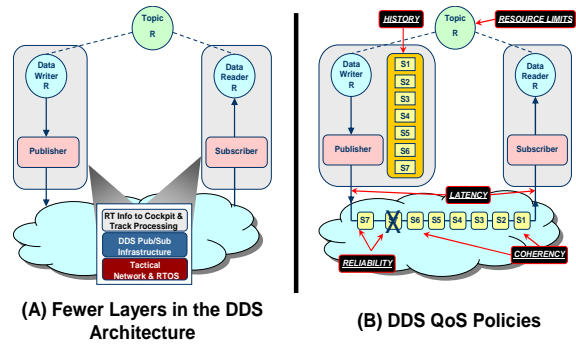 Topic
R
Data
Writer
R
Data
Reader
R
Publisher
Subscriber
RT Info to Cockpit &
Track Processing
DDS Pub/Sub
Infrastructure
Tactical
Network & RTOS
(A) Fewer Layers in the DDS
Architecture
HISTORY
Topic
R
RESOURCE LIMITS
Data
Writer
R
S1
S2
S3
S4
S5
S6
S7
Data
Reader
R
Publisher
Subscriber
LATENCY
S7
X
S6
S5
S4
S3
S2
S1
RELIABILITY
COHERENCY
(B) DDS QoS Policies